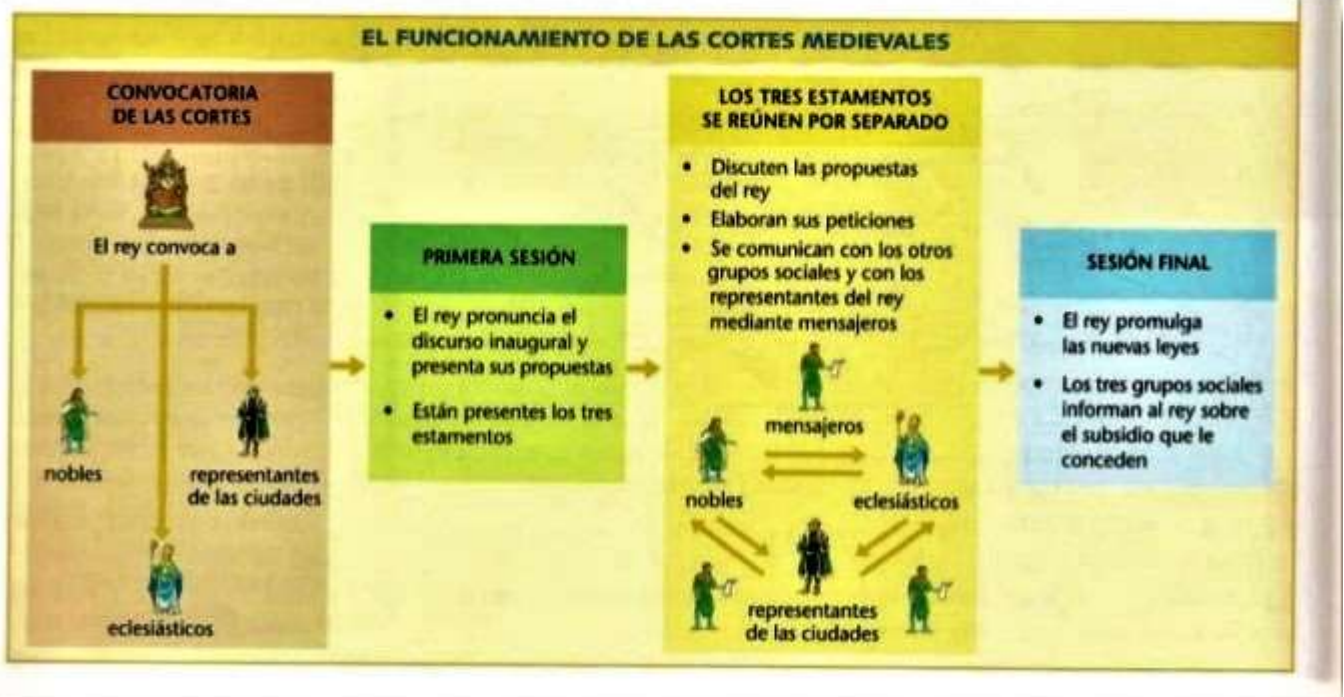 EL FUNCIONAMIENTO DE LAS CORTES MEDIEVALES
CONVOCATORIA
DE LAS CORTES
El rey convoca a
nobles
representantes
de las ciudades
eclesiásticos
PRIMERA SESIÓN
• El rey pronuncia el
discurso inaugural y
presenta sus propuestas
• Están presentes los tres
estamentos
LOS TRES ESTAMENTOS
SE REÚNEN POR SEPARADO
• Discuten las propuestas
del rey
• Elaboran sus peticiones
• Se comunican con los otros
grupos sociales y con los
representantes del rey
mediante mensajeros
mensajeros
nobles
eclesiásticos
representantes
de las ciudades
SESIÓN FINAL
• El rey promulga
las nuevas leyes
• Los tres grupos sociales
informan al rey sobre
el subsidio que le
conceden